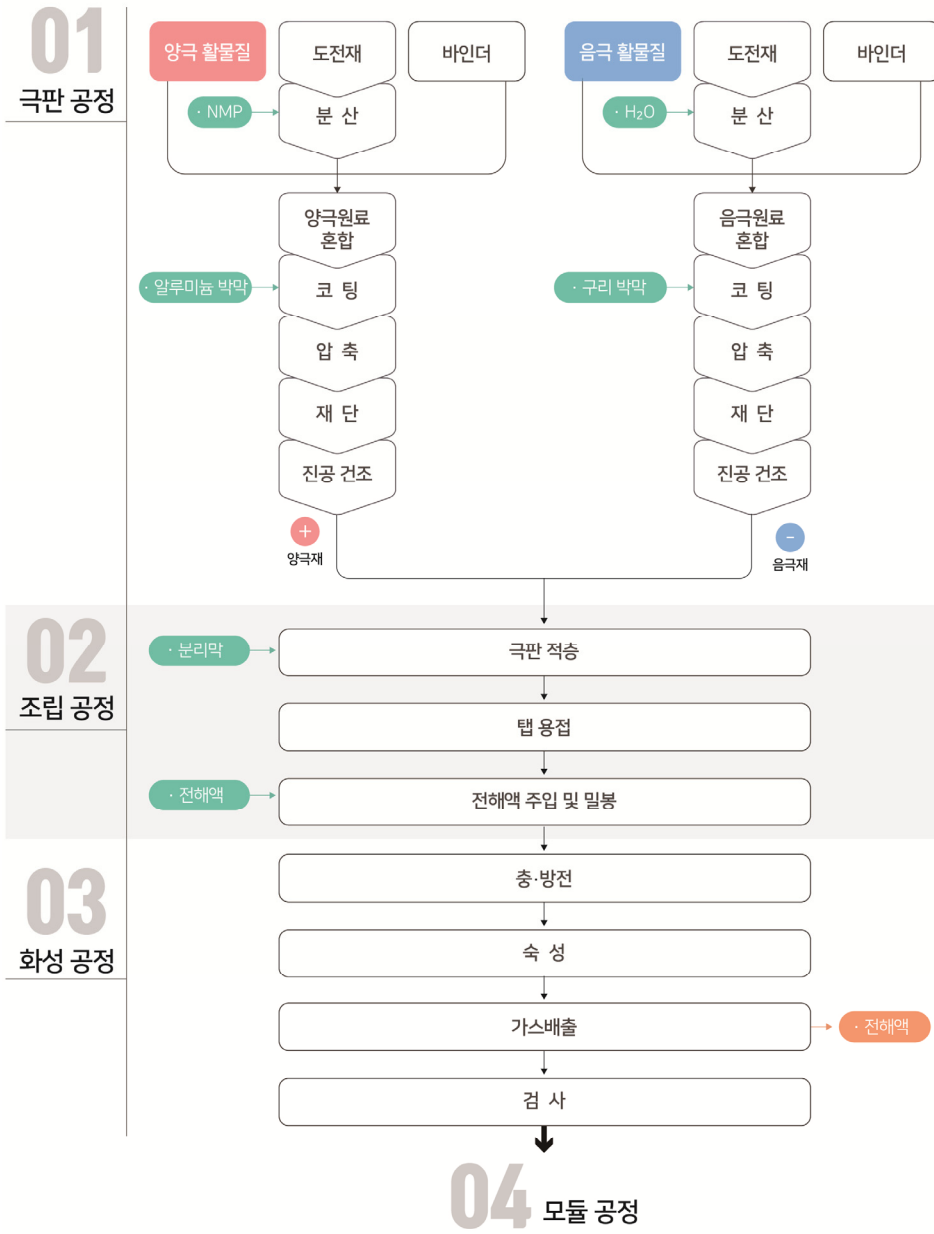 01
극판 공정
양극 활물질
도전재
바인더
음극 활물질
도전재
바인더
· NMP
분 산
· H₂O
분 산
양극원료
혼합
음극원료
혼합
· 알루미늄 박막
코 팅
· 구리 박막
코 팅
압 축
압 축
재 단
재 단
진공 건조
진공 건조
+
양극재
-
음극재
02
조립 공정
· 분리막
극판 적층
탭 용접
· 전해액
전해액 주입 및 밀봉
03
화성 공정
충·방전
숙 성
가스배출
· 전해액
검 사
04 모듈 공정